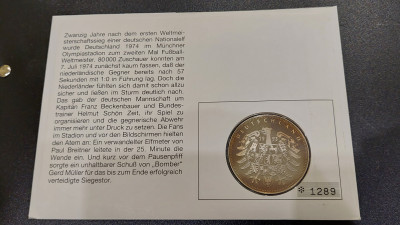 Zwanzig Jahre nach dem ersten Weltmei-
sterschaftssieg einer deutschen Nationalelf
wurde Deutschland 1974 im Münchner
Olympiastadion zum zweiten Mal Fußball-
Weltmeister. 80000 Zuschauer konnten am
7. Juli 1974 zunächst kaum fassen, daß der
niederländische Gegner bereits nach 57
Sekunden mit 1:0 in Führung lag. Doch die
Niederländer fühlten sich damit schon allzu
sicher und ließen im Sturm deutlich nach.
Das gab der deutschen Mannschaft um
Kapitän Franz Beckenbauer und Bundes-
trainer Helmut Schön Zeit, ihr Spiel zu
organisieren und die gegnerische Abwehr
immer mehr unter Druck zu setzen. Die Fans
im Stadion und vor den Bildschirmen hielten
den Atem an: Ein verwandelter Elfmeter von
Paul Breitner leitete in der 25. Minute die
Wende ein. Und kurz vor dem Pausenpfiff
sorgte ein unhaltbarer Schuß von „Bomber"
Gerd Müller für das bis zum Ende erfolgreich
verteidigte Siegestor.
DEUTSCHLAND
1289